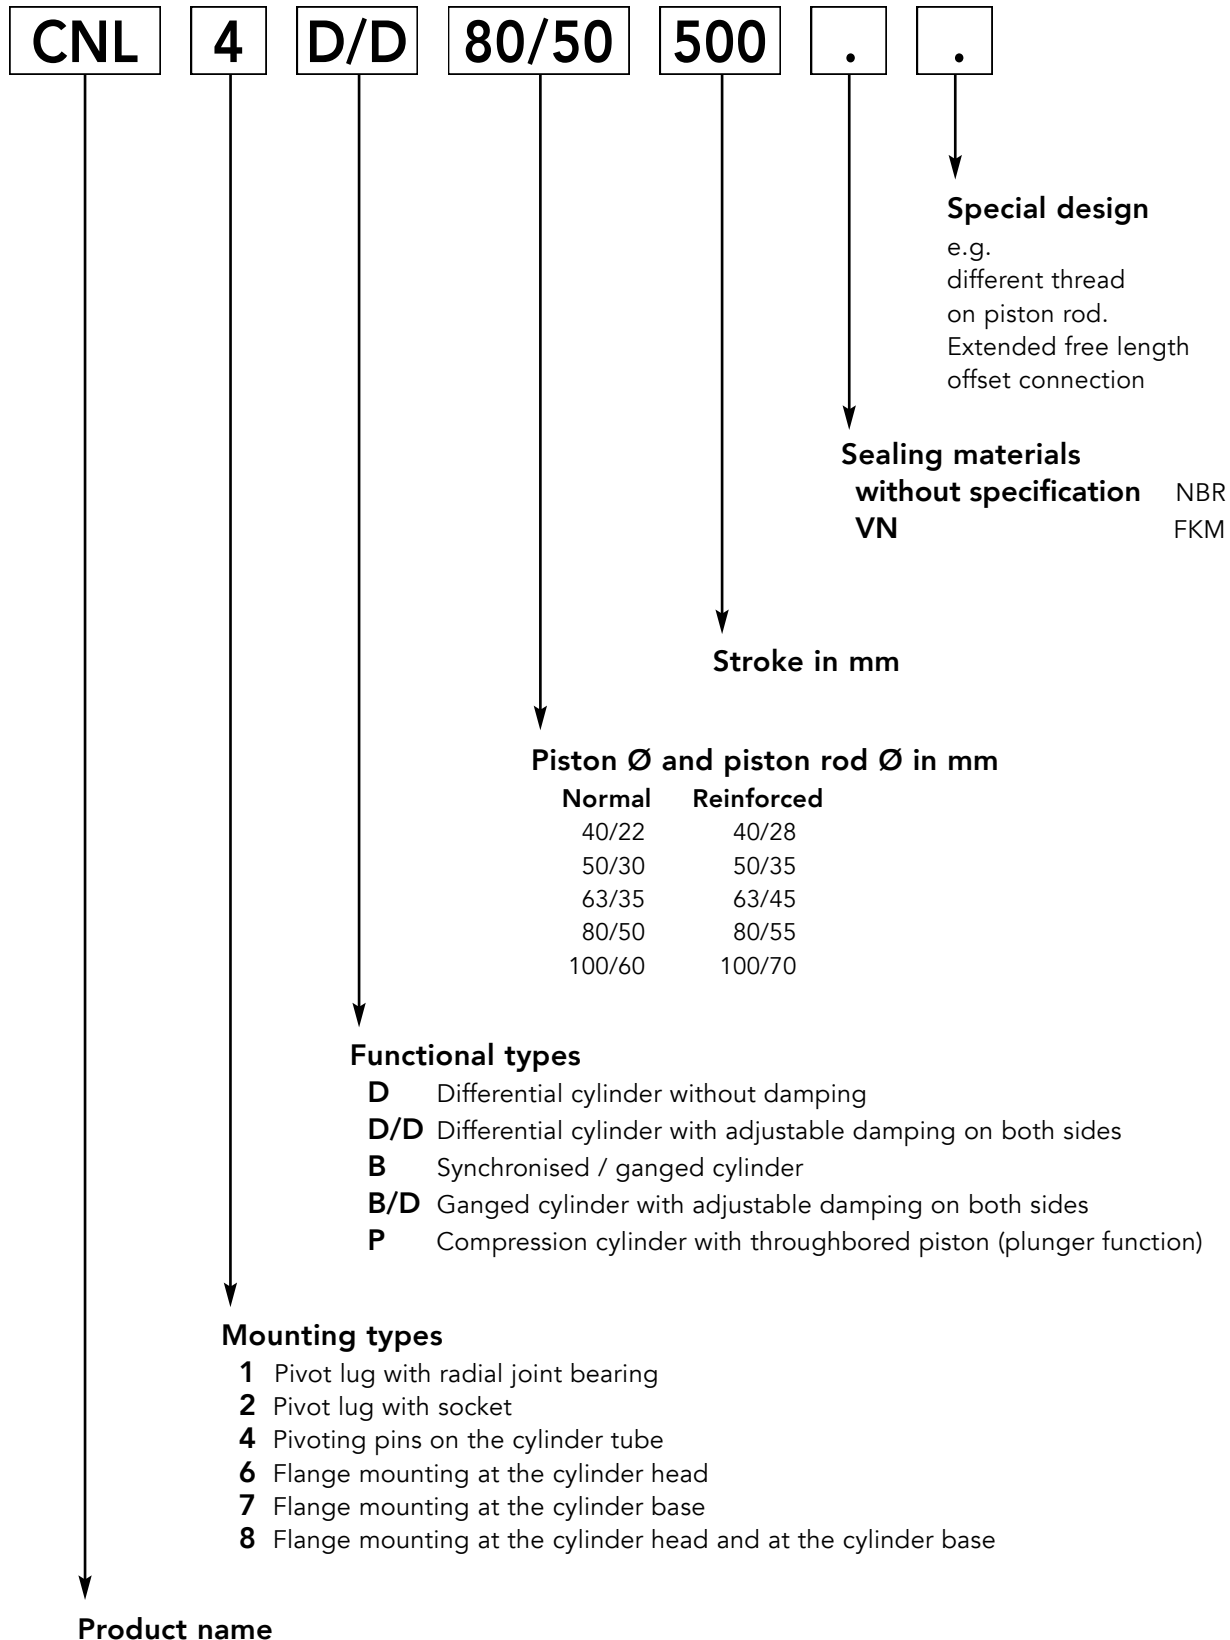 CNL 4 D/D 80/50 500 . .
Special design
e.g.
different thread
on piston rod.
Extended free length
offset connection
Sealing materials
without specification NBR
VN FKM
Stroke in mm
Piston Ø and piston rod Ø in mm
Normal Reinforced
40/22 40/28
50/30 50/35
63/35 63/45
80/50 80/55
100/60 100/70
Functional types
D Differential cylinder without damping
D/D Differential cylinder with adjustable damping on both sides
B Synchronised / ganged cylinder
B/D Ganged cylinder with adjustable damping on both sides
P Compression cylinder with throughbored piston (plunger function)
Mounting types
1 Pivot lug with radial joint bearing
2 Pivot lug with socket
4 Pivoting pins on the cylinder tube
6 Flange mounting at the cylinder head
7 Flange mounting at the cylinder base
8 Flange mounting at the cylinder head and at the cylinder base
Product name